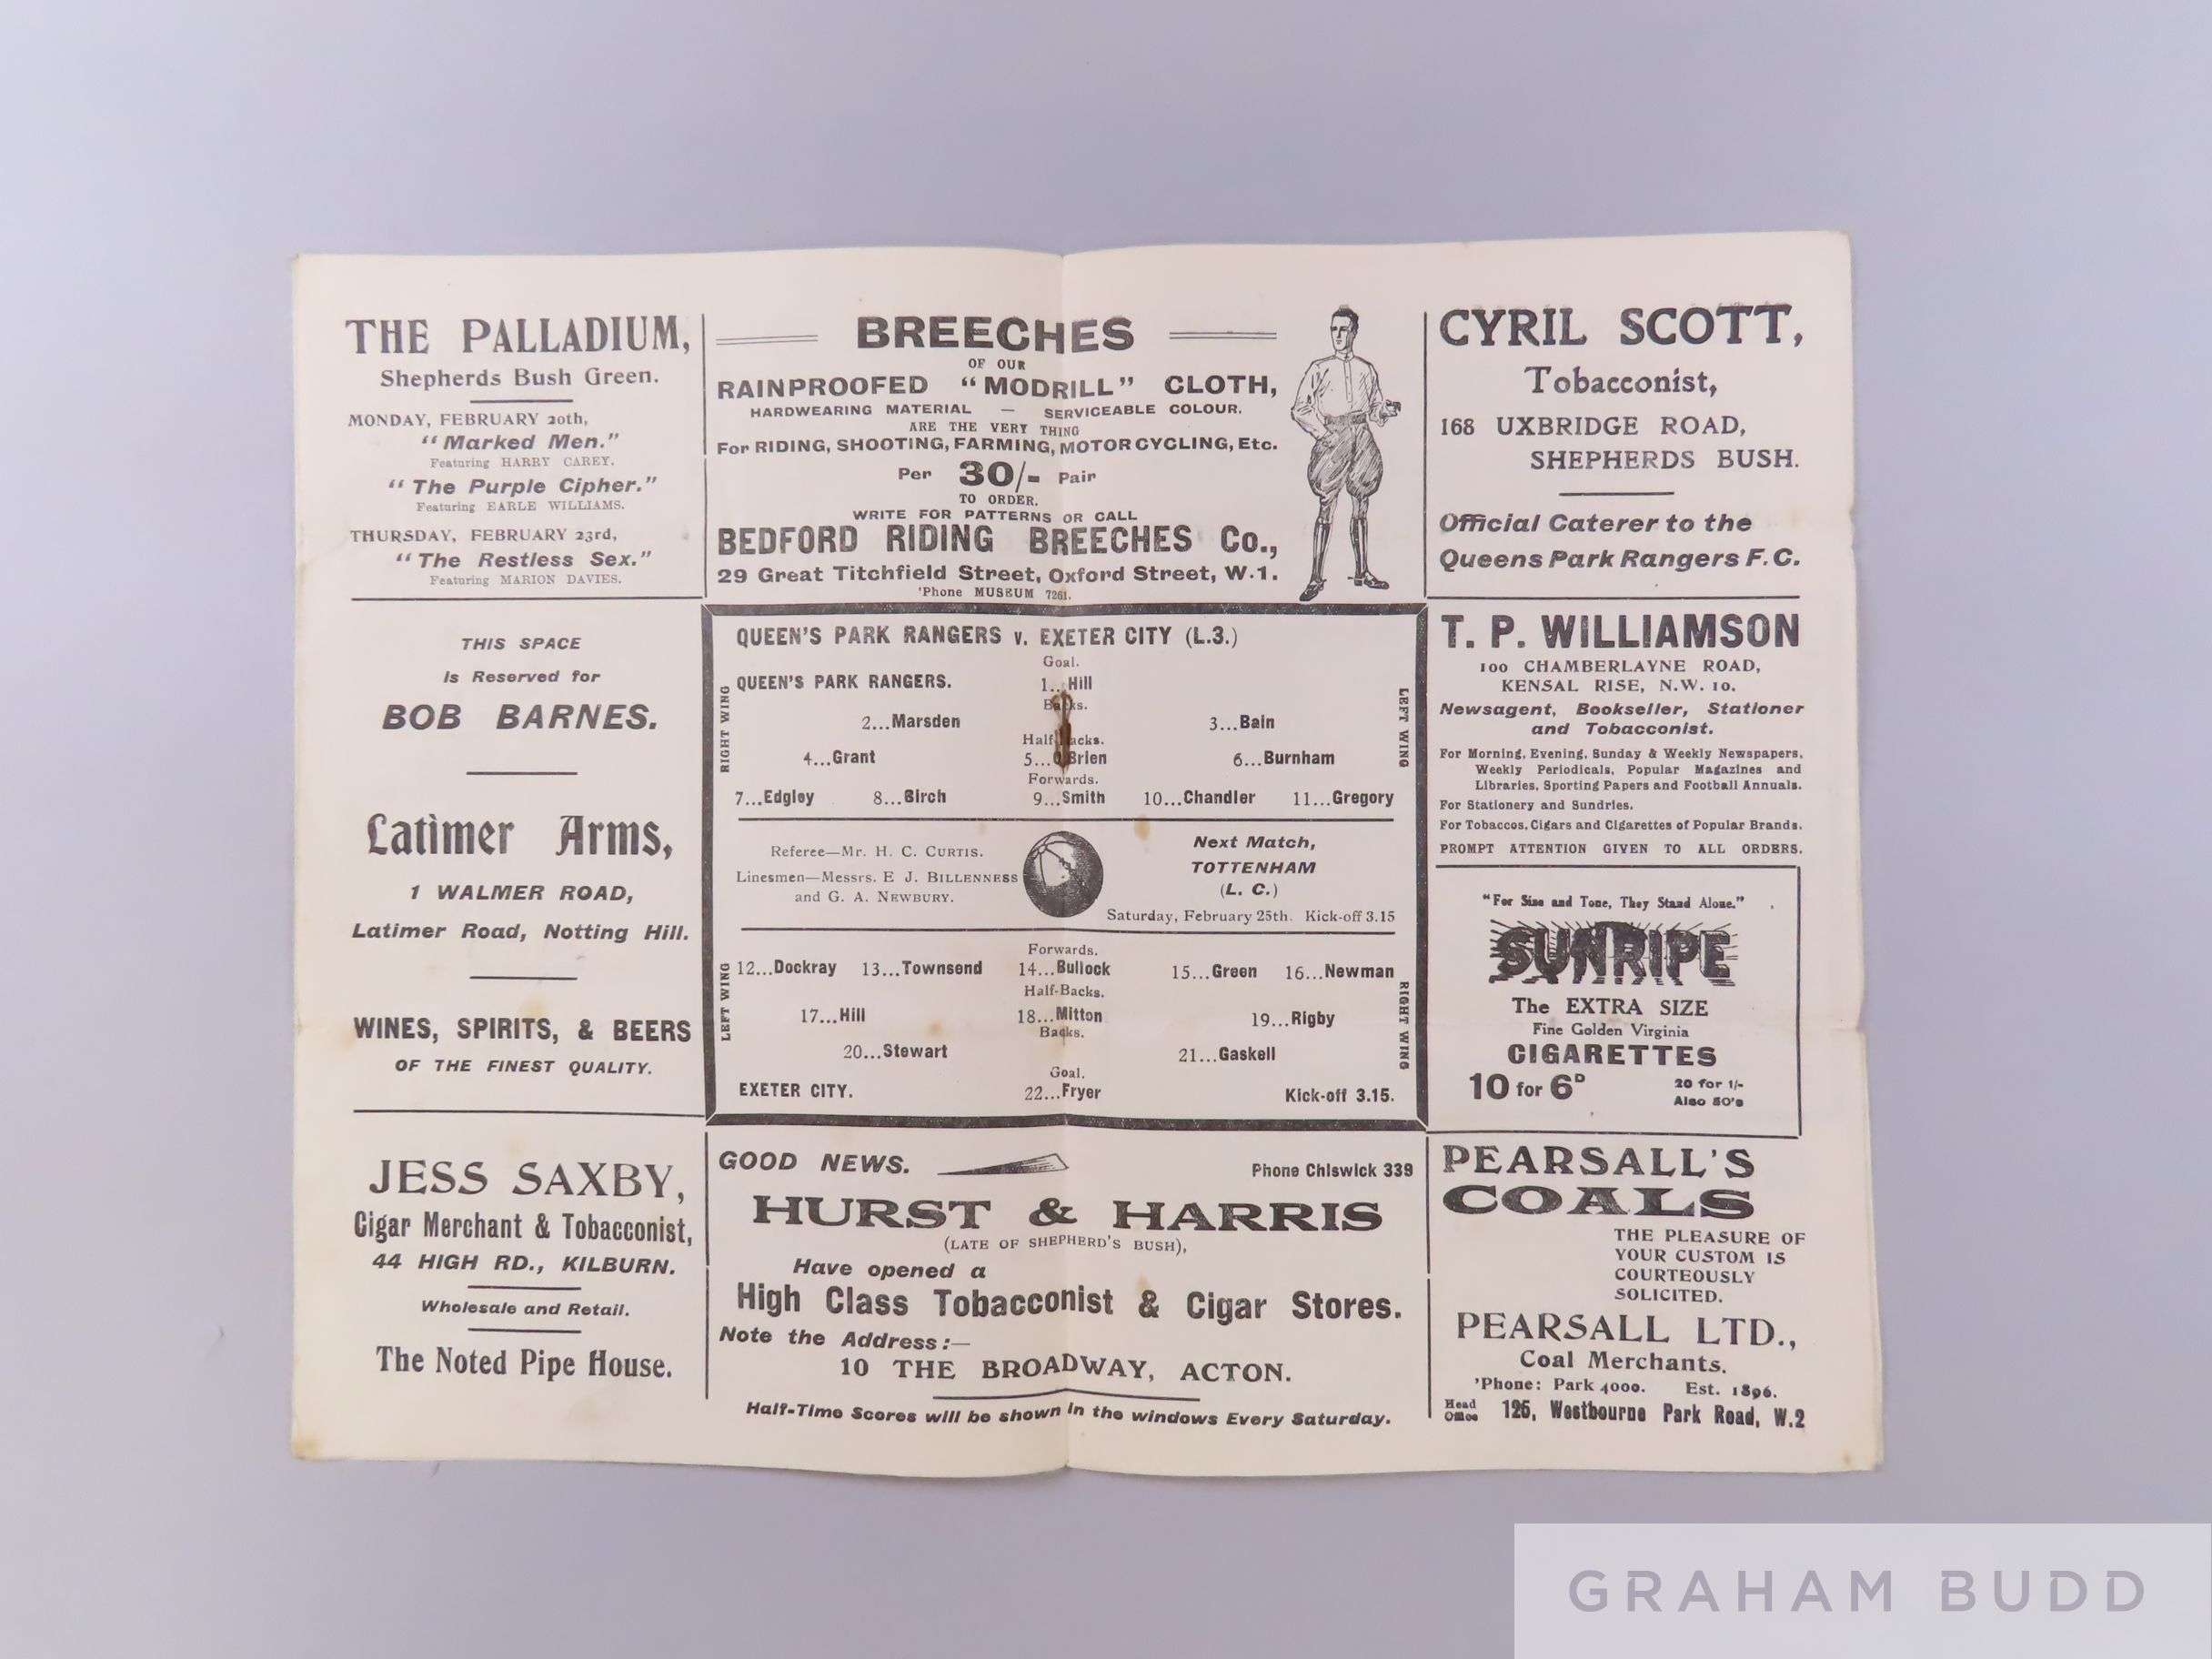 THE PALLADIUM,
Shepherds Bush Green.
MONDAY, FEBRUARY 20th,
"Marked Men."
Featuring HARRY CAREY.
"The Purple Cipher."
Featuring EARLE WILLIAMS.
THURSDAY, FEBRUARY 23rd,
"The Restless Sex."
Featuring MARION DAVIES.
THIS SPACE
Is Reserved for
BOB BARNES.
Latimer Arms,
1 WALMER ROAD,
Latimer Road, Notting Hill.
WINES, SPIRITS, & BEERS
OF THE FINEST QUALITY.
JESS SAXBY,
Cigar Merchant & Tobacconist,
44 HIGH RD., KILBURN.
Wholesale and Retail.
The Noted Pipe House.
BREECHES
OF OUR
RAINPROOFED "MODRILL" CLOTH,
HARDWEARING MATERIAL — SERVICEABLE COLOUR.
ARE THE VERY THING
For RIDING, SHOOTING, FARMING, MOTOR CYCLING, Etc.
Per 30/- Pair
TO ORDER.
WRITE FOR PATTERNS OR CALL
BEDFORD RIDING BREECHES Co.,
29 Great Titchfield Street, Oxford Street, W.1.
'Phone MUSEUM 7261.
QUEEN'S PARK RANGERS v. EXETER CITY (L.3.)
Goal.
QUEEN'S PARK RANGERS. 1...Hill
RIGHT WING
LEFT WING
Backs.
2...Marsden 3...Bain
Half-Backs.
4...Grant 5...O'Brien 6...Burnham
Forwards.
7...Edgley 8...Birch 9...Smith 10...Chandler 11...Gregory
Referee—Mr. H. C. CURTIS.
Linesmen—Messrs. E J. BILLENNESS
and G. A. NEWBURY.
Next Match,
TOTTENHAM
(L. C.)
Saturday, February 25th. Kick-off 3.15
Forwards.
12...Dockray 13...Townsend 14...Bullock 15...Green 16...Newman
LEFT WING
RIGHT WING
Half-Backs.
17...Hill 18...Mitton 19...Rigby
Backs.
20...Stewart 21...Gaskell
Goal.
EXETER CITY. 22...Fryer Kick-off 3.15.
GOOD NEWS. Phone Chiswick 339
HURST & HARRIS
(LATE OF SHEPHERD'S BUSH),
Have opened a
High Class Tobacconist & Cigar Stores.
Note the Address:—
10 THE BROADWAY, ACTON.
Half-Time Scores will be shown in the windows Every Saturday.
CYRIL SCOTT,
Tobacconist,
168 UXBRIDGE ROAD,
SHEPHERDS BUSH.
Official Caterer to the
Queens Park Rangers F.C.
T. P. WILLIAMSON
100 CHAMBERLAYNE ROAD,
KENSAL RISE, N.W. 10.
Newsagent, Bookseller, Stationer
and Tobacconist.
For Morning, Evening, Sunday & Weekly Newspapers,
Weekly Periodicals, Popular Magazines and
Libraries, Sporting Papers and Football Annuals.
For Stationery and Sundries.
For Tobaccos, Cigars and Cigarettes of Popular Brands.
PROMPT ATTENTION GIVEN TO ALL ORDERS.
"For Size and Tone, They Stand Alone."
SUNRIPE
The EXTRA SIZE
Fine Golden Virginia
CIGARETTES
10 for 6D
20 for 1/-
Also 50's
PEARSALL'S
COALS
THE PLEASURE OF
YOUR CUSTOM IS
COURTEOUSLY
SOLICITED.
PEARSALL LTD.,
Coal Merchants.
'Phone: Park 4000. Est. 1896.
Head Office 125, Westbourne Park Road, W.2
GRAHAM BUDD